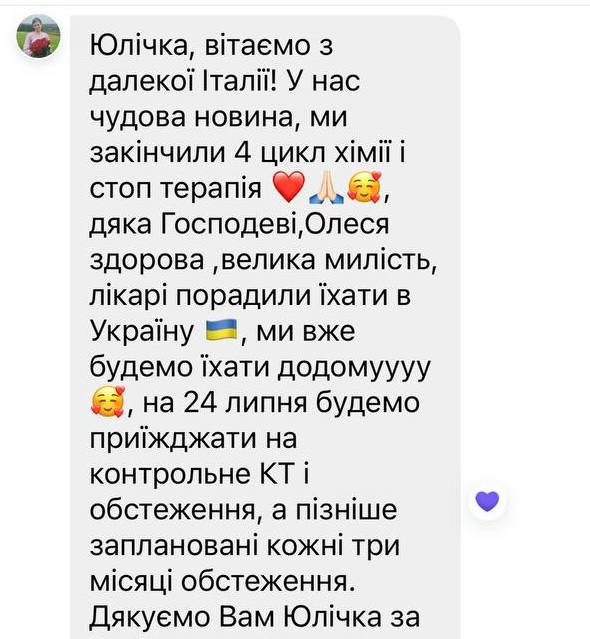 Юлічка, вітаємо з
далекої Італії! У нас
чудова новина, ми
закінчили 4 цикл хімії і
стоп терапія ❤️🙏🏻🥰,
дяка Господеві,Олеся
здорова ,велика милість,
лікарі порадили їхати в
Україну 🇺🇦, ми вже
будемо їхати додомуууу
🥰, на 24 липня будемо
приїжджати на
контрольне КТ і
обстеження, а пізніше
заплановані кожні три
місяці обстеження.
Дякуємо Вам Юлічка за